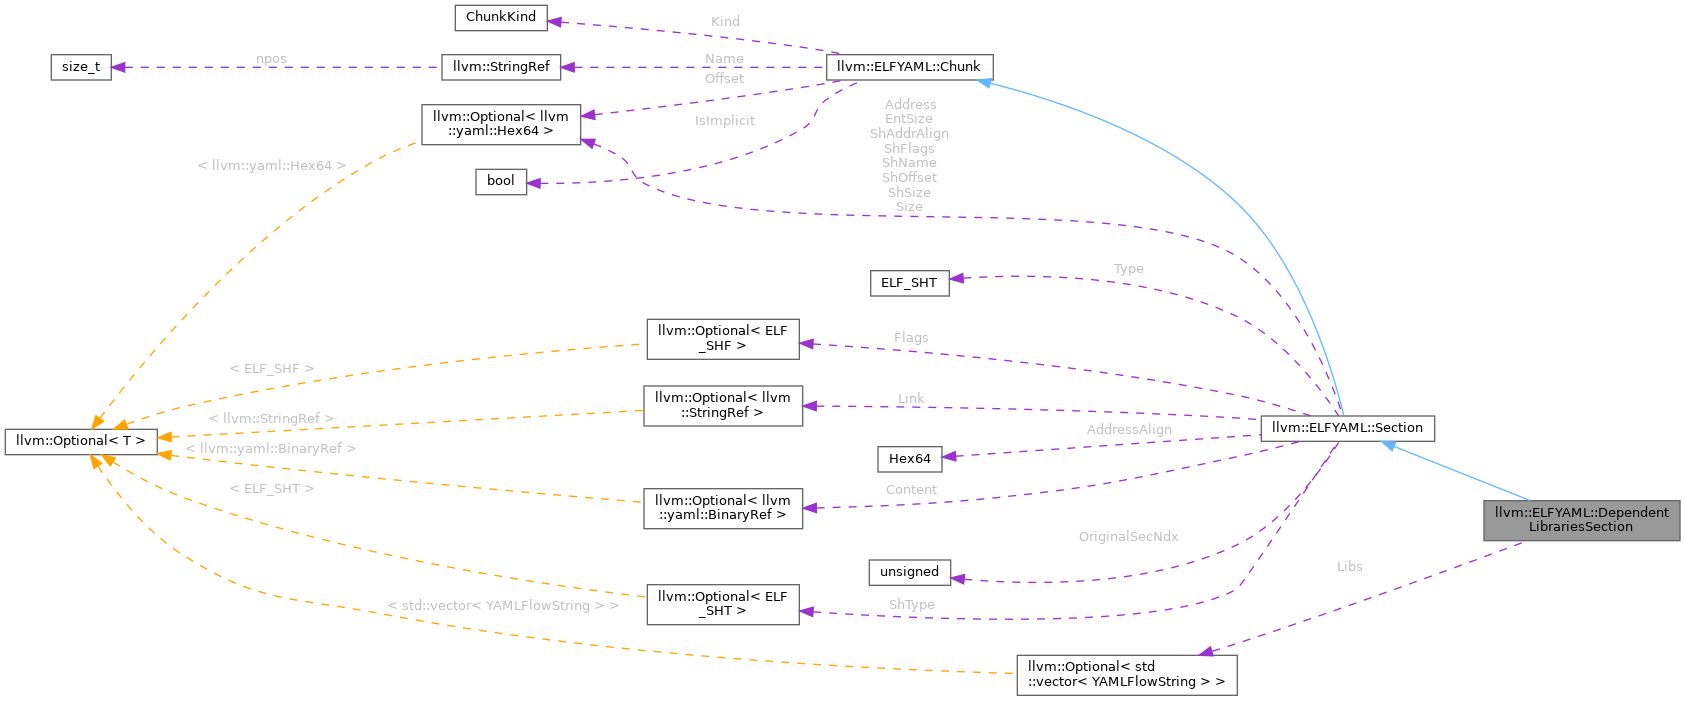 ChunkKind
Kind
size_t
npos
llvm::StringRef
Name
llvm::ELFYAML::Chunk
Offset
llvm::Optional< llvm
::yaml::Hex64 >
IsImplicit
Address
EntSize
ShAddrAlign
ShFlags
ShName
ShOffset
ShSize
Size
< llvm::yaml::Hex64 >
bool
ELF_SHT
Type
llvm::Optional< ELF
_SHF >
Flags
< ELF_SHF >
llvm::Optional< llvm
::StringRef >
Link
< llvm::StringRef >
llvm::ELFYAML::Section
llvm::Optional< T >
AddressAlign
Hex64
< llvm::yaml::BinaryRef >
< ELF_SHT >
Content
llvm::Optional< llvm
::yaml::BinaryRef >
llvm::ELFYAML::Dependent
LibrariesSection
OriginalSecNdx
unsigned
Libs
llvm::Optional< ELF
_SHT >
ShType
< std::vector< YAMLFlowString > >
llvm::Optional< std
::vector< YAMLFlowString > >